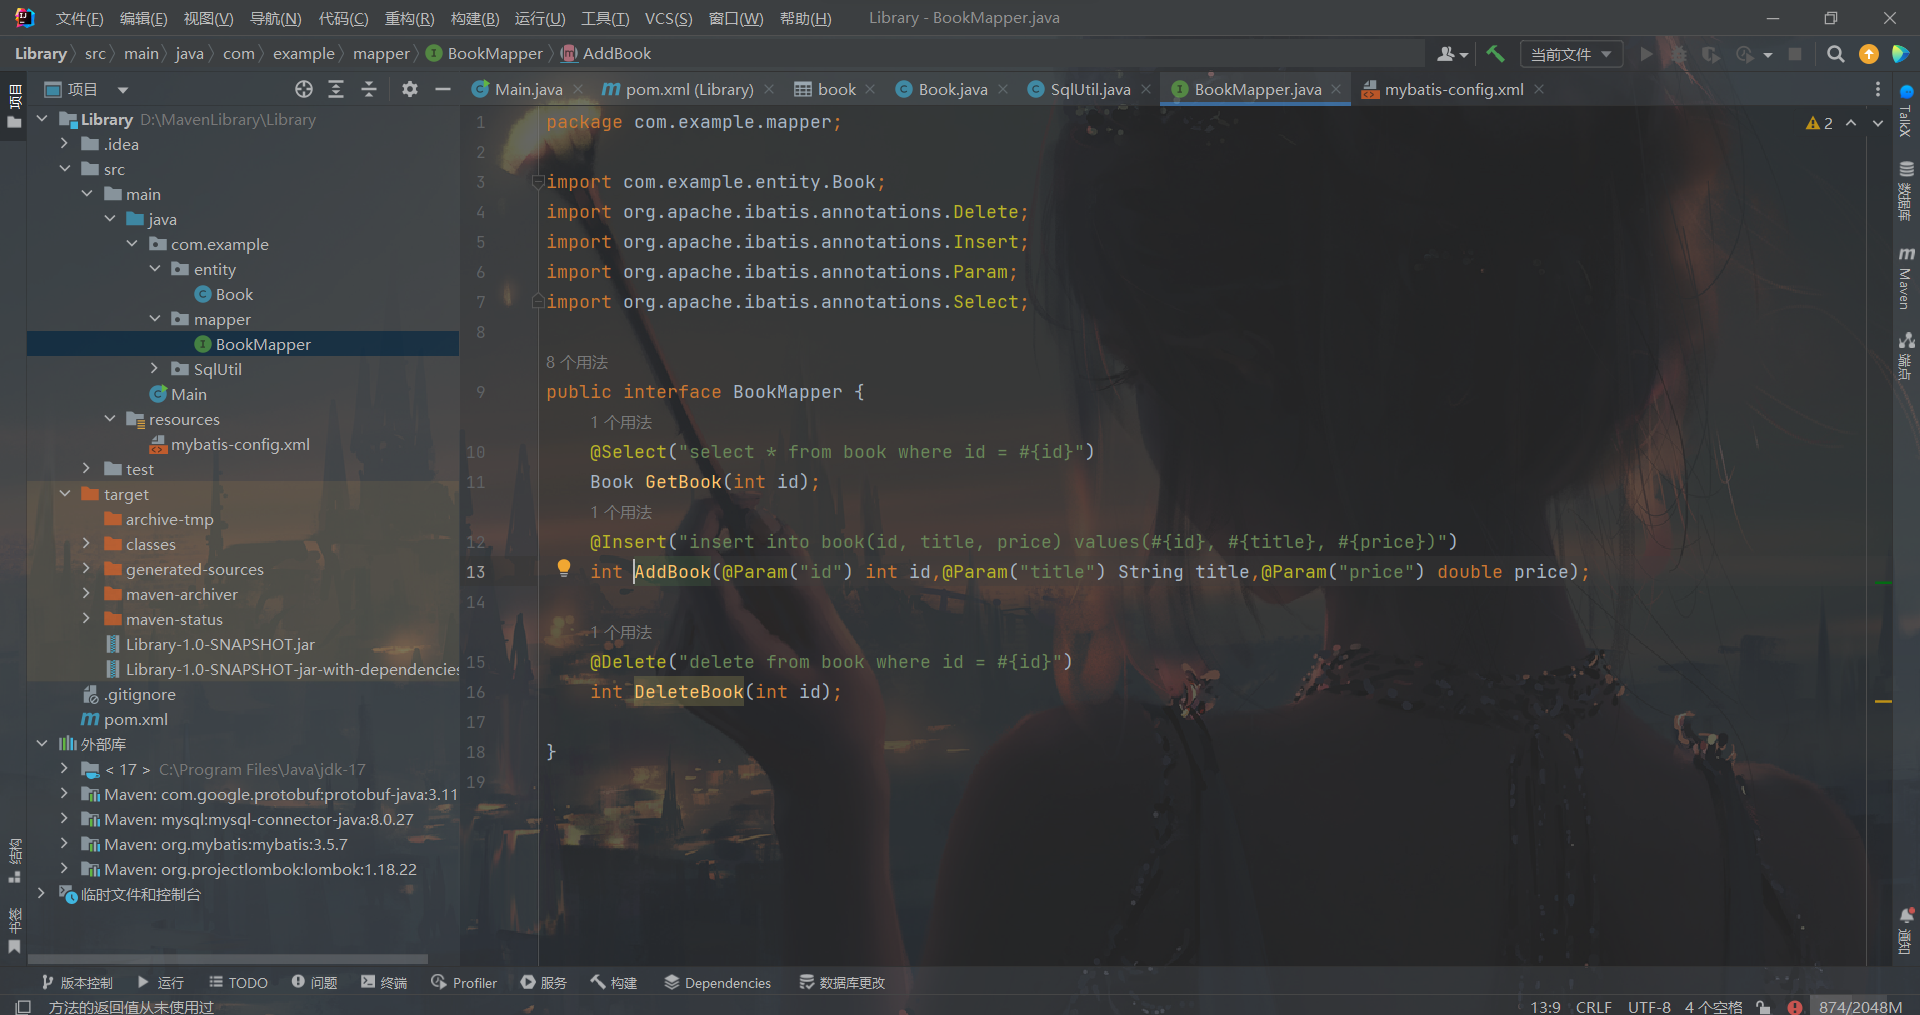 文件(F) 编辑(E) 视图(V) 导航(N) 代码(C) 重构(R) 构建(B) 运行(U) 工具(T) VCS(S) 窗口(W) 帮助(H) Library - BookMapper.java
Library src main java com example mapper BookMapper AddBook
当前文件
项目
Main.java pom.xml (Library) book Book.java SqlUtil.java BookMapper.java mybatis-config.xml
项目
Library D:\MavenLibrary\Library
.idea
src
main
java
com.example
entity
Book
mapper
BookMapper
SqlUtil
Main
resources
mybatis-config.xml
test
target
archive-tmp
classes
generated-sources
maven-archiver
maven-status
Library-1.0-SNAPSHOT.jar
Library-1.0-SNAPSHOT-jar-with-dependencies
.gitignore
pom.xml
外部库
< 17 > C:\Program Files\Java\jdk-17
Maven: com.google.protobuf:protobuf-java:3.11
Maven: mysql:mysql-connector-java:8.0.27
Maven: org.mybatis:mybatis:3.5.7
Maven: org.projectlombok:lombok:1.18.22
临时文件和控制台
结构
书签
1 package com.example.mapper;
2
3 import com.example.entity.Book;
4 import org.apache.ibatis.annotations.Delete;
5 import org.apache.ibatis.annotations.Insert;
6 import org.apache.ibatis.annotations.Param;
7 import org.apache.ibatis.annotations.Select;
8
8 个用法
9 public interface BookMapper {
1 个用法
10 @Select("select * from book where id = #{id}")
11 Book GetBook(int id);
1 个用法
12 @Insert("insert into book(id, title, price) values(#{id}, #{title}, #{price})")
13 int AddBook(@Param("id") int id,@Param("title") String title,@Param("price") double price);
14
1 个用法
15 @Delete("delete from book where id = #{id}")
16 int DeleteBook(int id);
17
18 }
19
2
TalkX
数据库
m Maven
端点
通知
版本控制 运行 TODO 问题 终端 Profiler 服务 构建 Dependencies 数据库更改
方法的返回值从未使用过
13:9 CRLF UTF-8 4 个空格 874/2048M